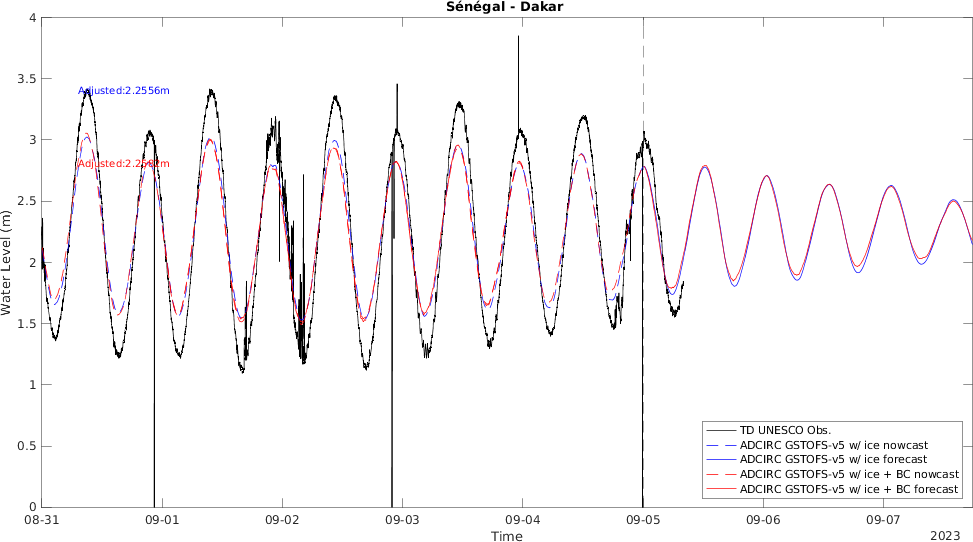 Sénégal - Dakar
4
3.5
3
2.5
2
1.5
1
0.5
0
Water Level (m)
Adjusted:2.2556m
08-31
09-01
09-02
09-03
09-04
09-05
09-06
09-07
Time
2023
TD UNESCO Obs.
ADCIRC GSTOFS-v5 w/ ice nowcast
ADCIRC GSTOFS-v5 w/ ice forecast
ADCIRC GSTOFS-v5 w/ ice + BC nowcast
ADCIRC GSTOFS-v5 w/ ice + BC forecast